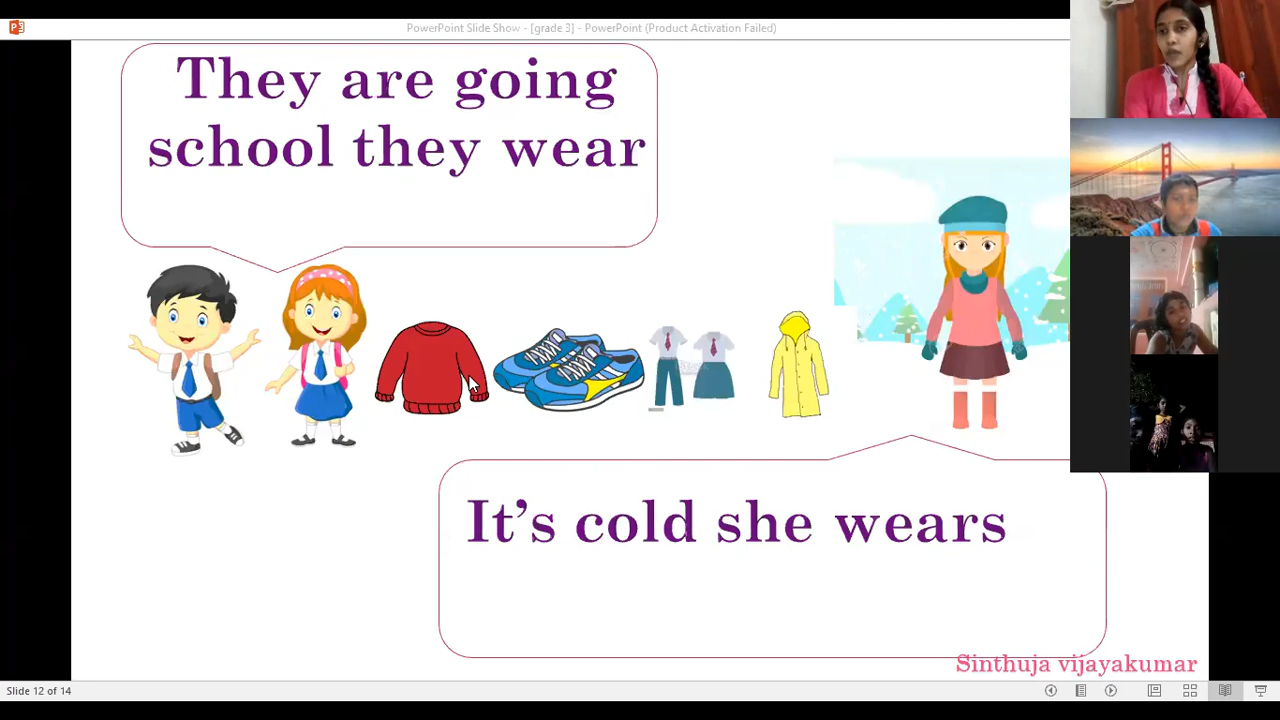 PowerPoint Slide Show - [grade 3] - PowerPoint (Product Activation Failed)
They are going
school they wear
It's cold she wears
Sinthuja vijayakumar
Slide 12 of 14